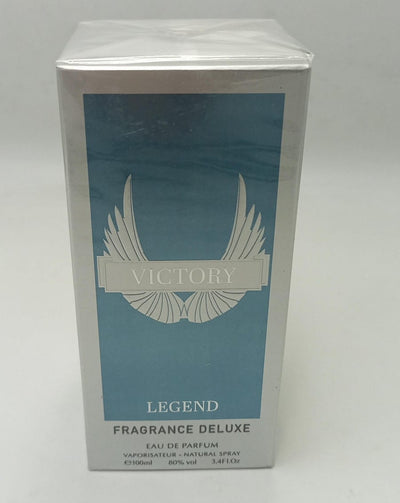 VICTORY
LEGEND
FRAGRANCE DELUXE
EAU DE PARFUM
VAPORISATEUR - NATURAL SPRAY
℮100ml 80% vol 3.4Fl.Oz